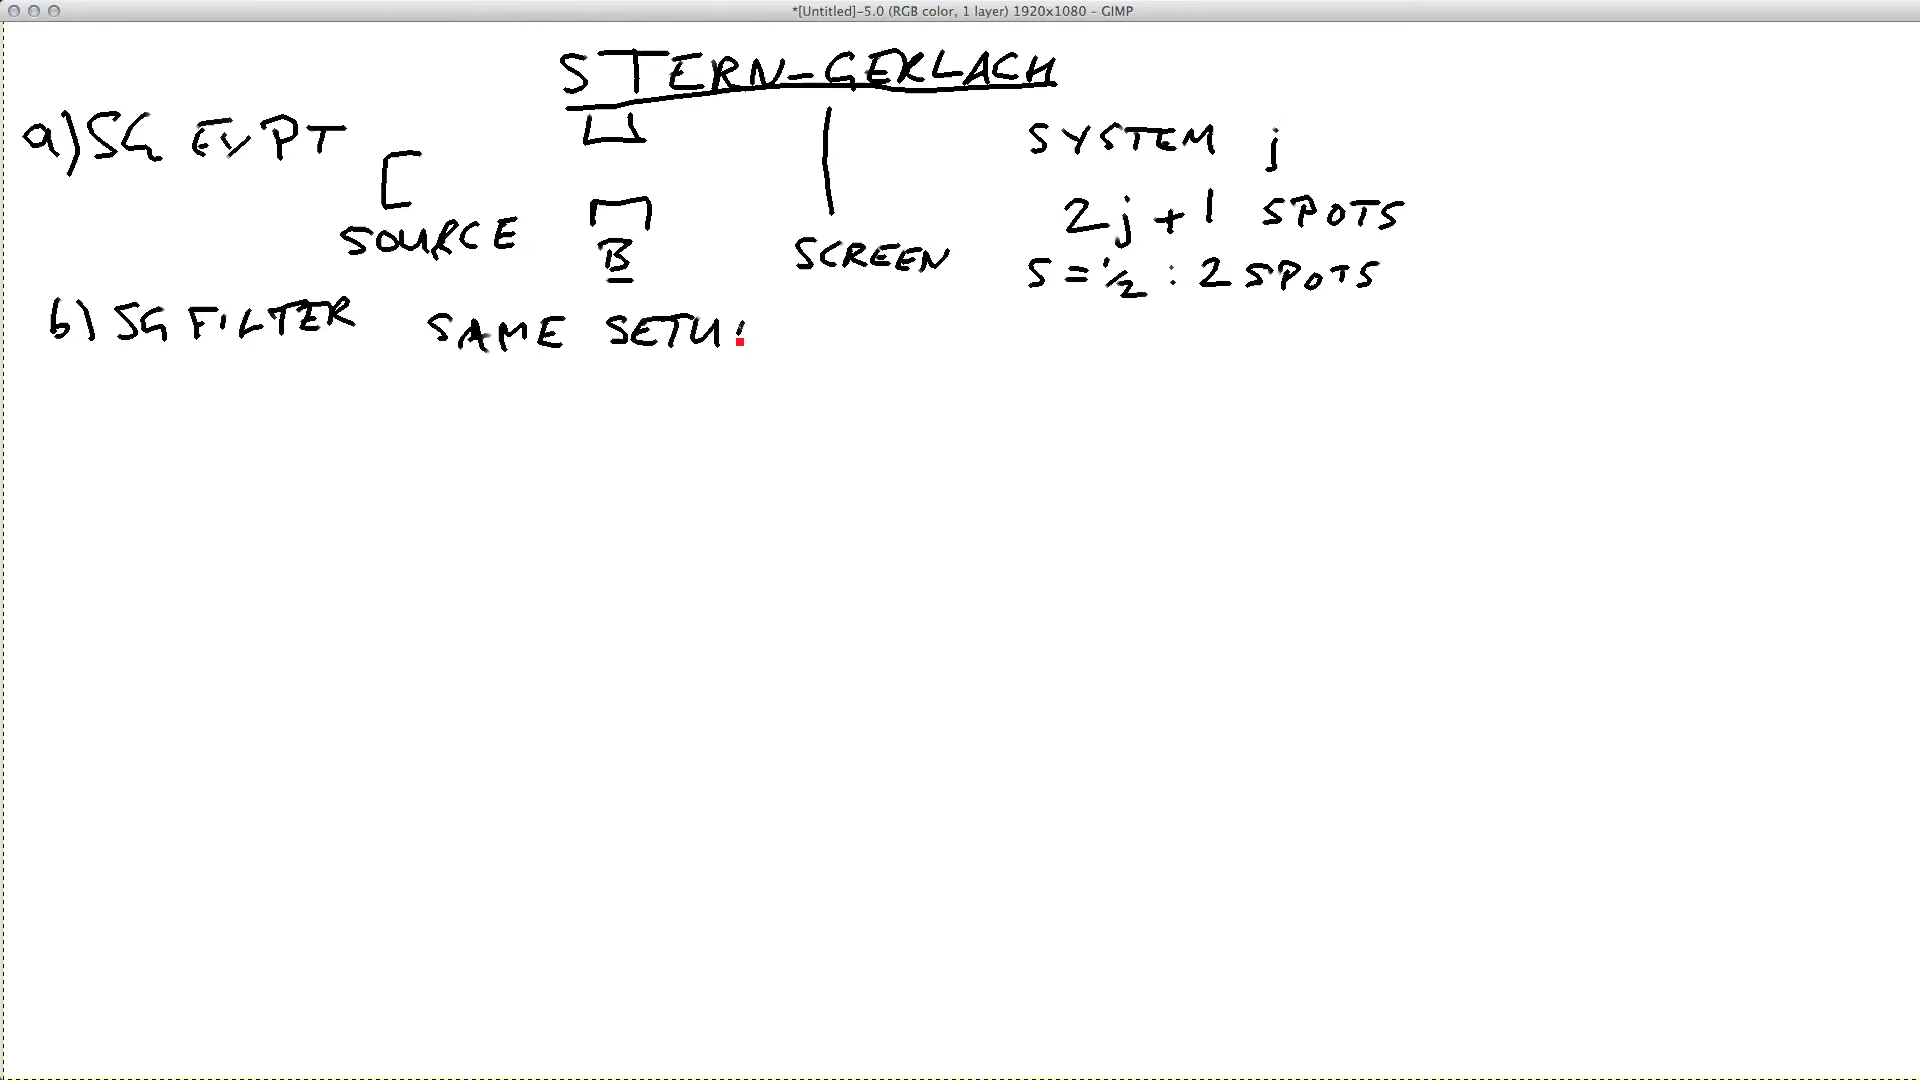 *[Untitled]-5.0 (RGB color, 1 layer) 1920x1080 – GIMP
STERN-GERLACH
a) SG EXPT
SOURCE
B
SCREEN
SYSTEM j
2j + 1 SPOTS
S = 1/2 : 2 SPOTS
b) SG FILTER SAME SETU